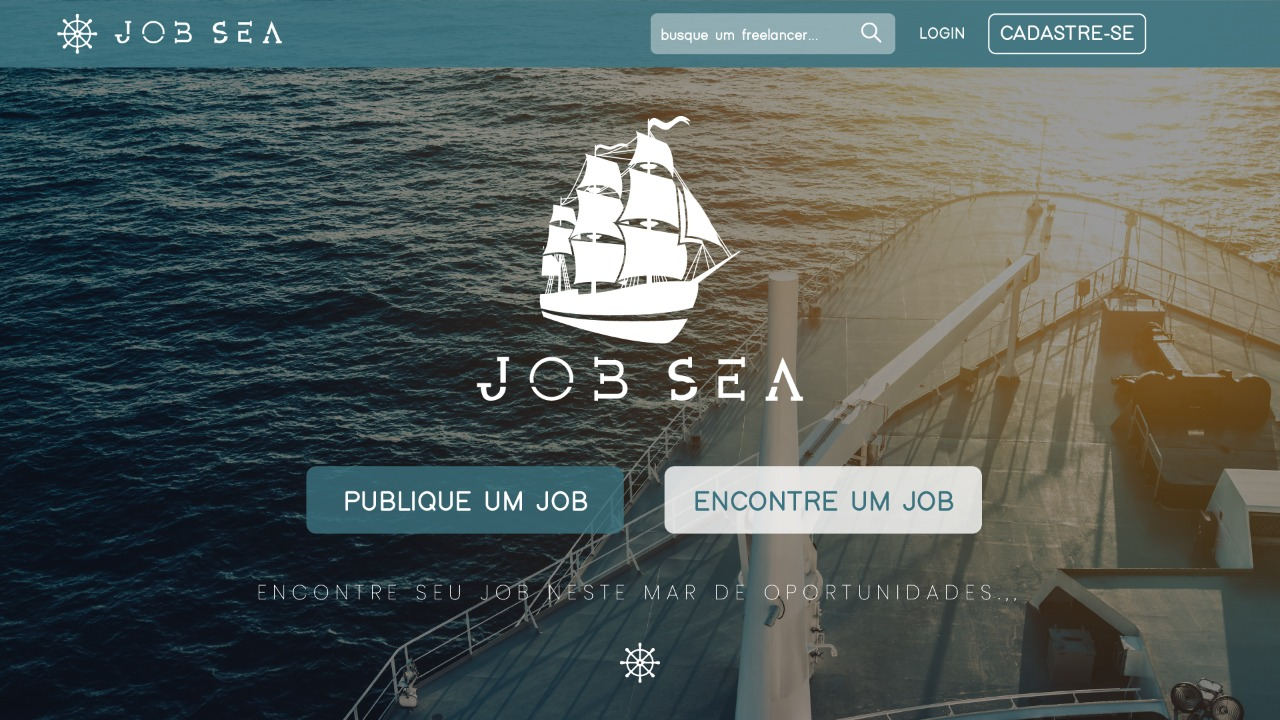 JOB SEA
busque um freelancer...
LOGIN
CADASTRE-SE
JOB SEA
PUBLIQUE UM JOB
ENCONTRE UM JOB
ENCONTRE SEU JOB NESTE MAR DE OPORTUNIDADES.,,